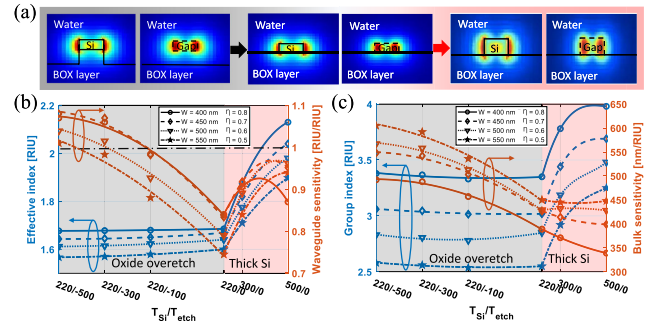 (a)
Water
Si
BOX layer
Water
Gap
BOX layer
Water
Si
BOX layer
Water
Gap
BOX layer
Water
Si
BOX layer
Water
Gap
BOX layer
(b)
W = 400 nm η = 0.8
W = 450 nm η = 0.7
W = 500 nm η = 0.6
W = 550 nm η = 0.5
Effective index [RIU]
2.2
2
1.8
1.6
Waveguide sensitivity [RIU/RIU]
1.1
1
0.9
0.8
0.7
Oxide overetch
Thick Si
220/-500
220/-300
220/-100
220/0
300/0
500/0
T_Si/T_etch
(c)
W = 400 nm η = 0.8
W = 450 nm η = 0.7
W = 500 nm η = 0.6
W = 550 nm η = 0.5
Group index [RIU]
4
3.5
3
2.5
Bulk sensitivity [nm/RIU]
650
600
550
500
450
400
350
300
Oxide overetch
Thick Si
220/-500
220/-300
220/-100
220/0
300/0
500/0
T_Si/T_etch